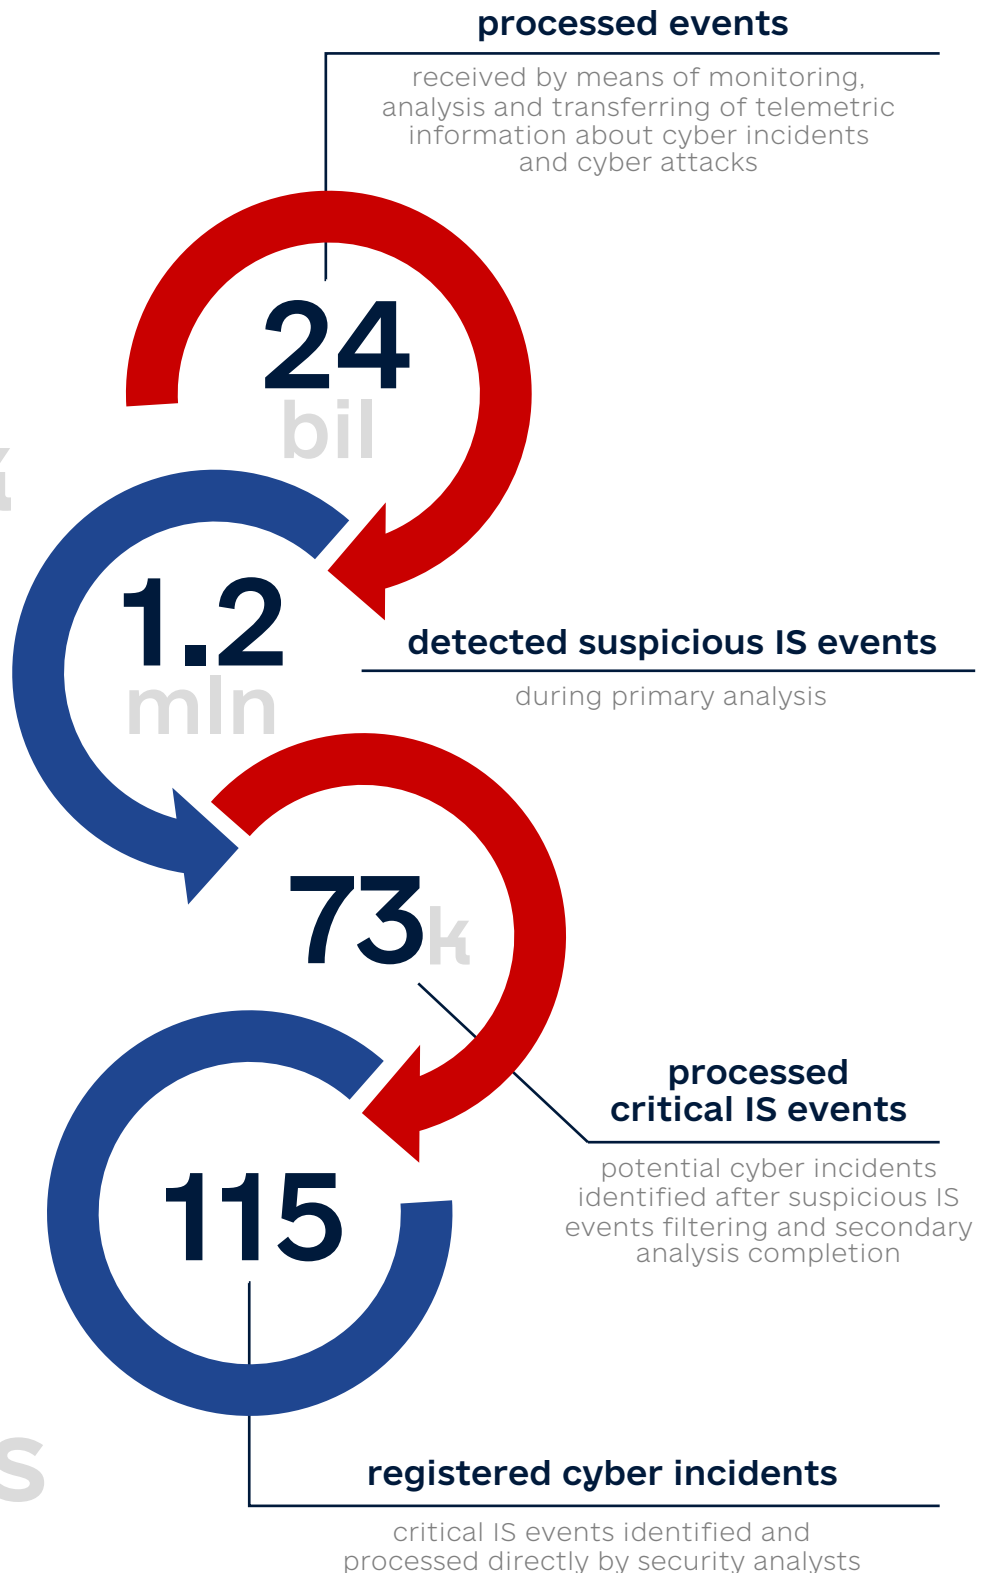 processed events
received by means of monitoring,
analysis and transferring of telemetric
information about cyber incidents
and cyber attacks
24
bil
1.2
mln
detected suspicious IS events
during primary analysis
73k
processed
critical IS events
potential cyber incidents
identified after suspicious IS
events filtering and secondary
analysis completion
115
registered cyber incidents
critical IS events identified and
processed directly by security analysts